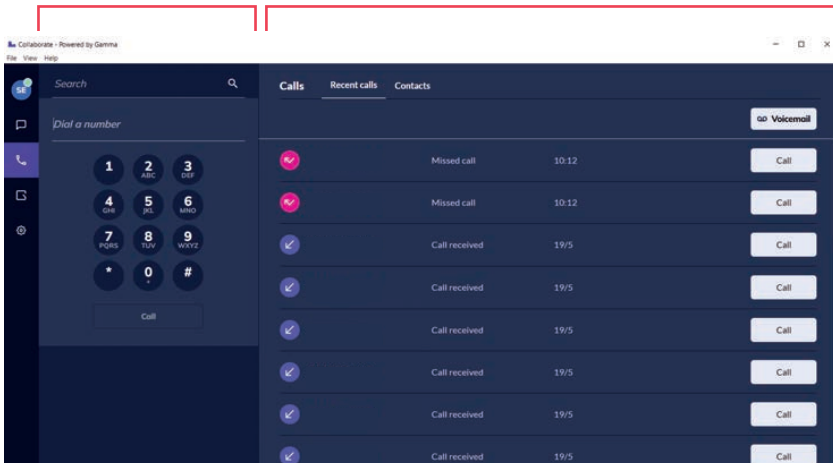 Collaborate - Powered by Gamma
File View Help
SE
Search
Calls Recent calls Contacts
Dial a number
Voicemail
1 2 ABC 3 DEF
4 GHI 5 JKL 6 MNO
7 PQRS 8 TUV 9 WXYZ
* 0 + #
Call
Missed call 10:12 Call
Missed call 10:12 Call
Call received 19/5 Call
Call received 19/5 Call
Call received 19/5 Call
Call received 19/5 Call
Call received 19/5 Call
Call received 19/5 Call